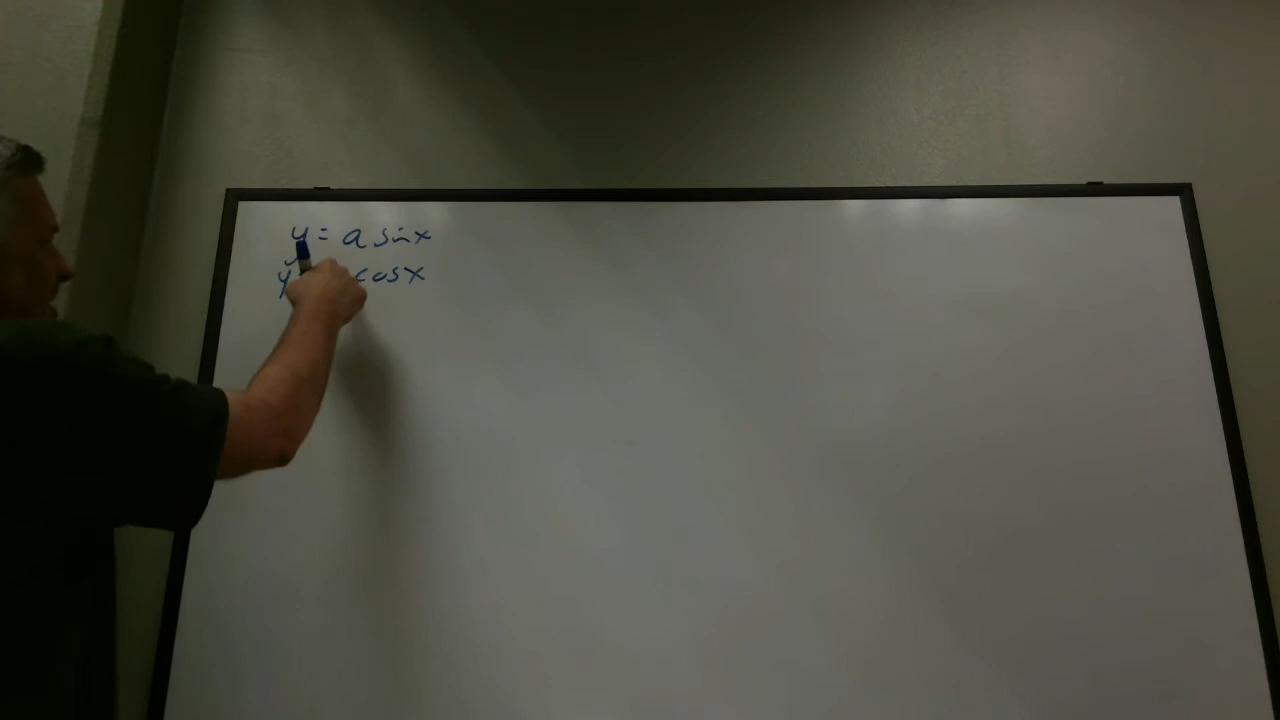 y = a sin x
y cos x